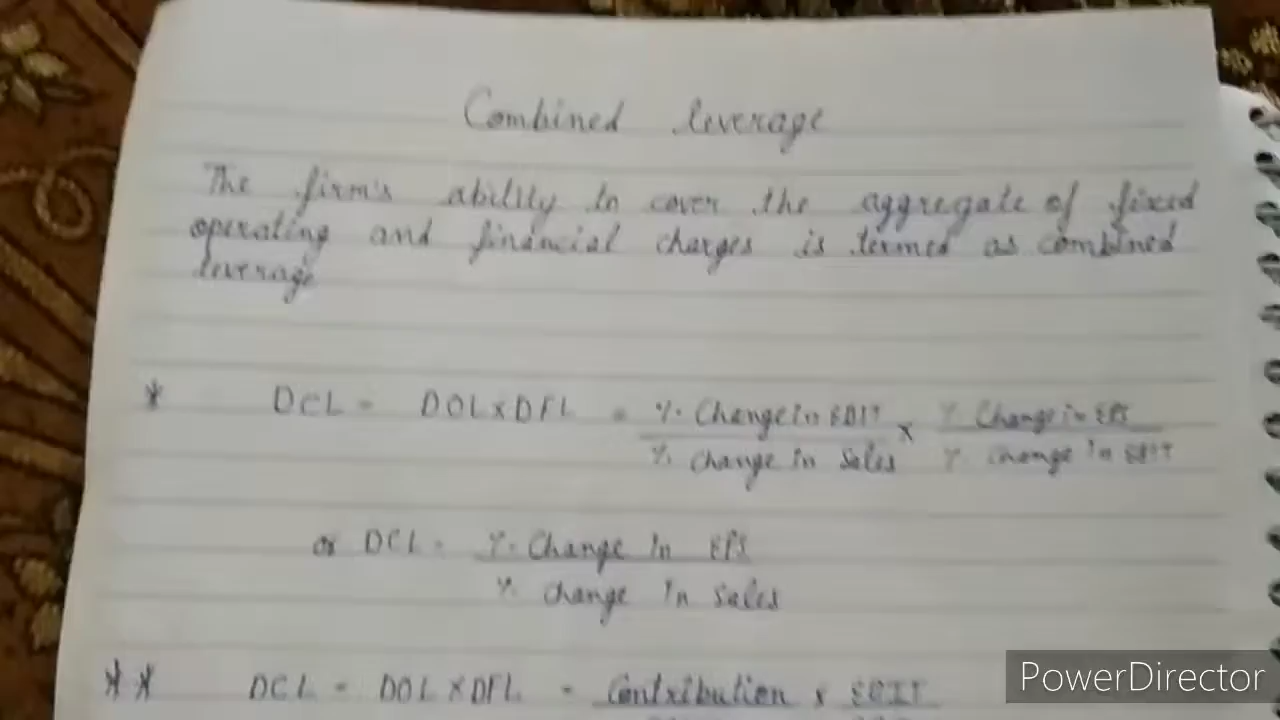 Combined leverage
The firm's ability to cover the aggregate of fixed
operating and financial charges is termed as combined
leverage
* DCL = DOL x DFL = % Change in EBIT x % Change in EPS
% Change in Sales % Change in EBIT
or DCL = % Change In EPS
% Change In Sales
** DCL = DOL x DFL = Contribution x EBIT
PowerDirector